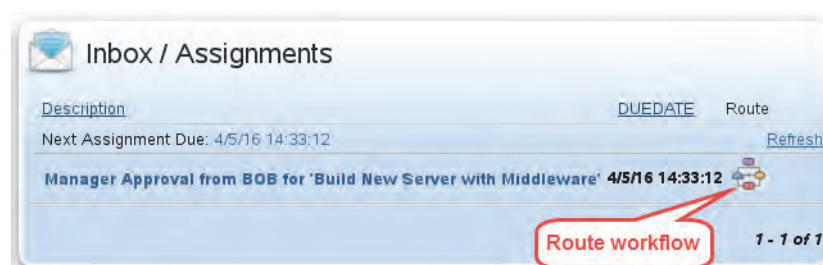 Inbox / Assignments
Description DUEDATE Route
Next Assignment Due: 4/5/16 14:33:12 Refresh
Manager Approval from BOB for 'Build New Server with Middleware' 4/5/16 14:33:12
Route workflow 1 - 1 of 1